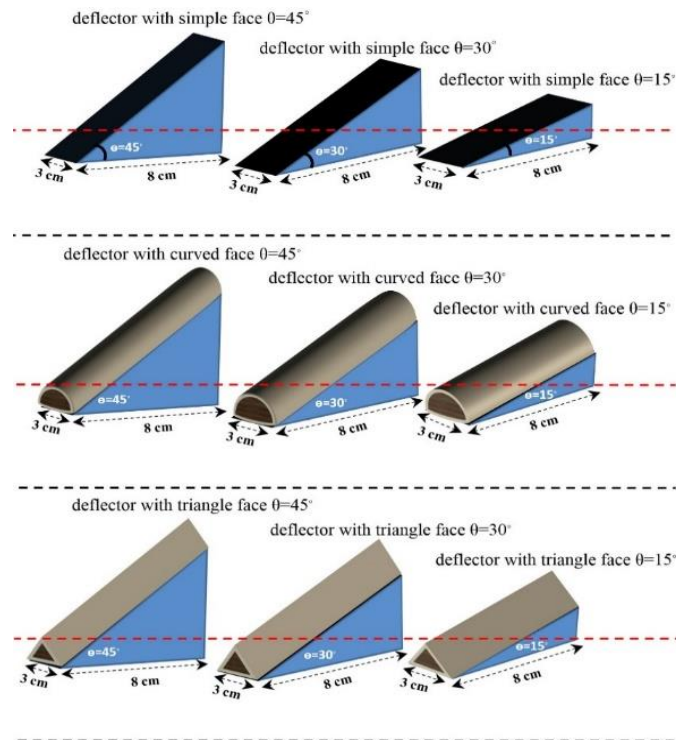 deflector with simple face θ=45°
deflector with simple face θ=30°
deflector with simple face θ=15°
ɵ=45°
ɵ=30°
ɵ=15°
3 cm
8 cm
3 cm
8 cm
3 cm
8 cm
deflector with curved face θ=45°
deflector with curved face θ=30°
deflector with curved face θ=15°
ɵ=45°
ɵ=30°
ɵ=15°
3 cm
8 cm
3 cm
8 cm
3 cm
8 cm
deflector with triangle face θ=45°
deflector with triangle face θ=30°
deflector with triangle face θ=15°
ɵ=45°
ɵ=30°
ɵ=15°
3 cm
8 cm
3 cm
8 cm
3 cm
8 cm